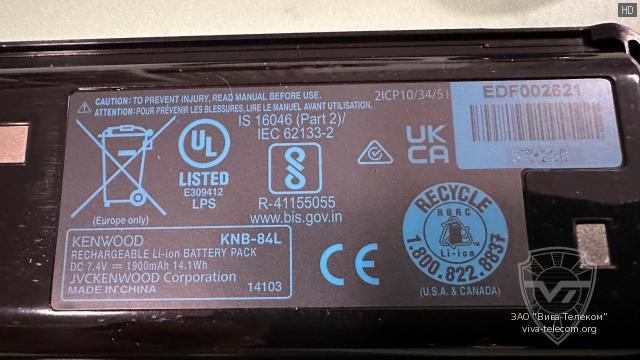 HD
CAUTION: TO PREVENT INJURY, READ MANUAL BEFORE USE.
ATTENTION: POUR PRÉVENIR LES BLESSURES, LIRE LE MANUEL AVANT UTILISATION.
2ICP10/34/51
EDF002621
IS 16046 (Part 2)/
IEC 62133-2
UL
LISTED
E309412
LPS
R-41155055
www.bis.gov.in
UK
CA
(Europe only)
KENWOOD KNB-84L
RECHARGEABLE Li-ion BATTERY PACK
DC 7.4V 1900mAh 14.1Wh
JVCKENWOOD Corporation
MADE IN CHINA 14103
CE
RECYCLE
RBRC
TM
Li-ion
1.800.822.8837
(U.S.A. & CANADA)
ЗАО "Вива-Телеком"
viva-telecom.org